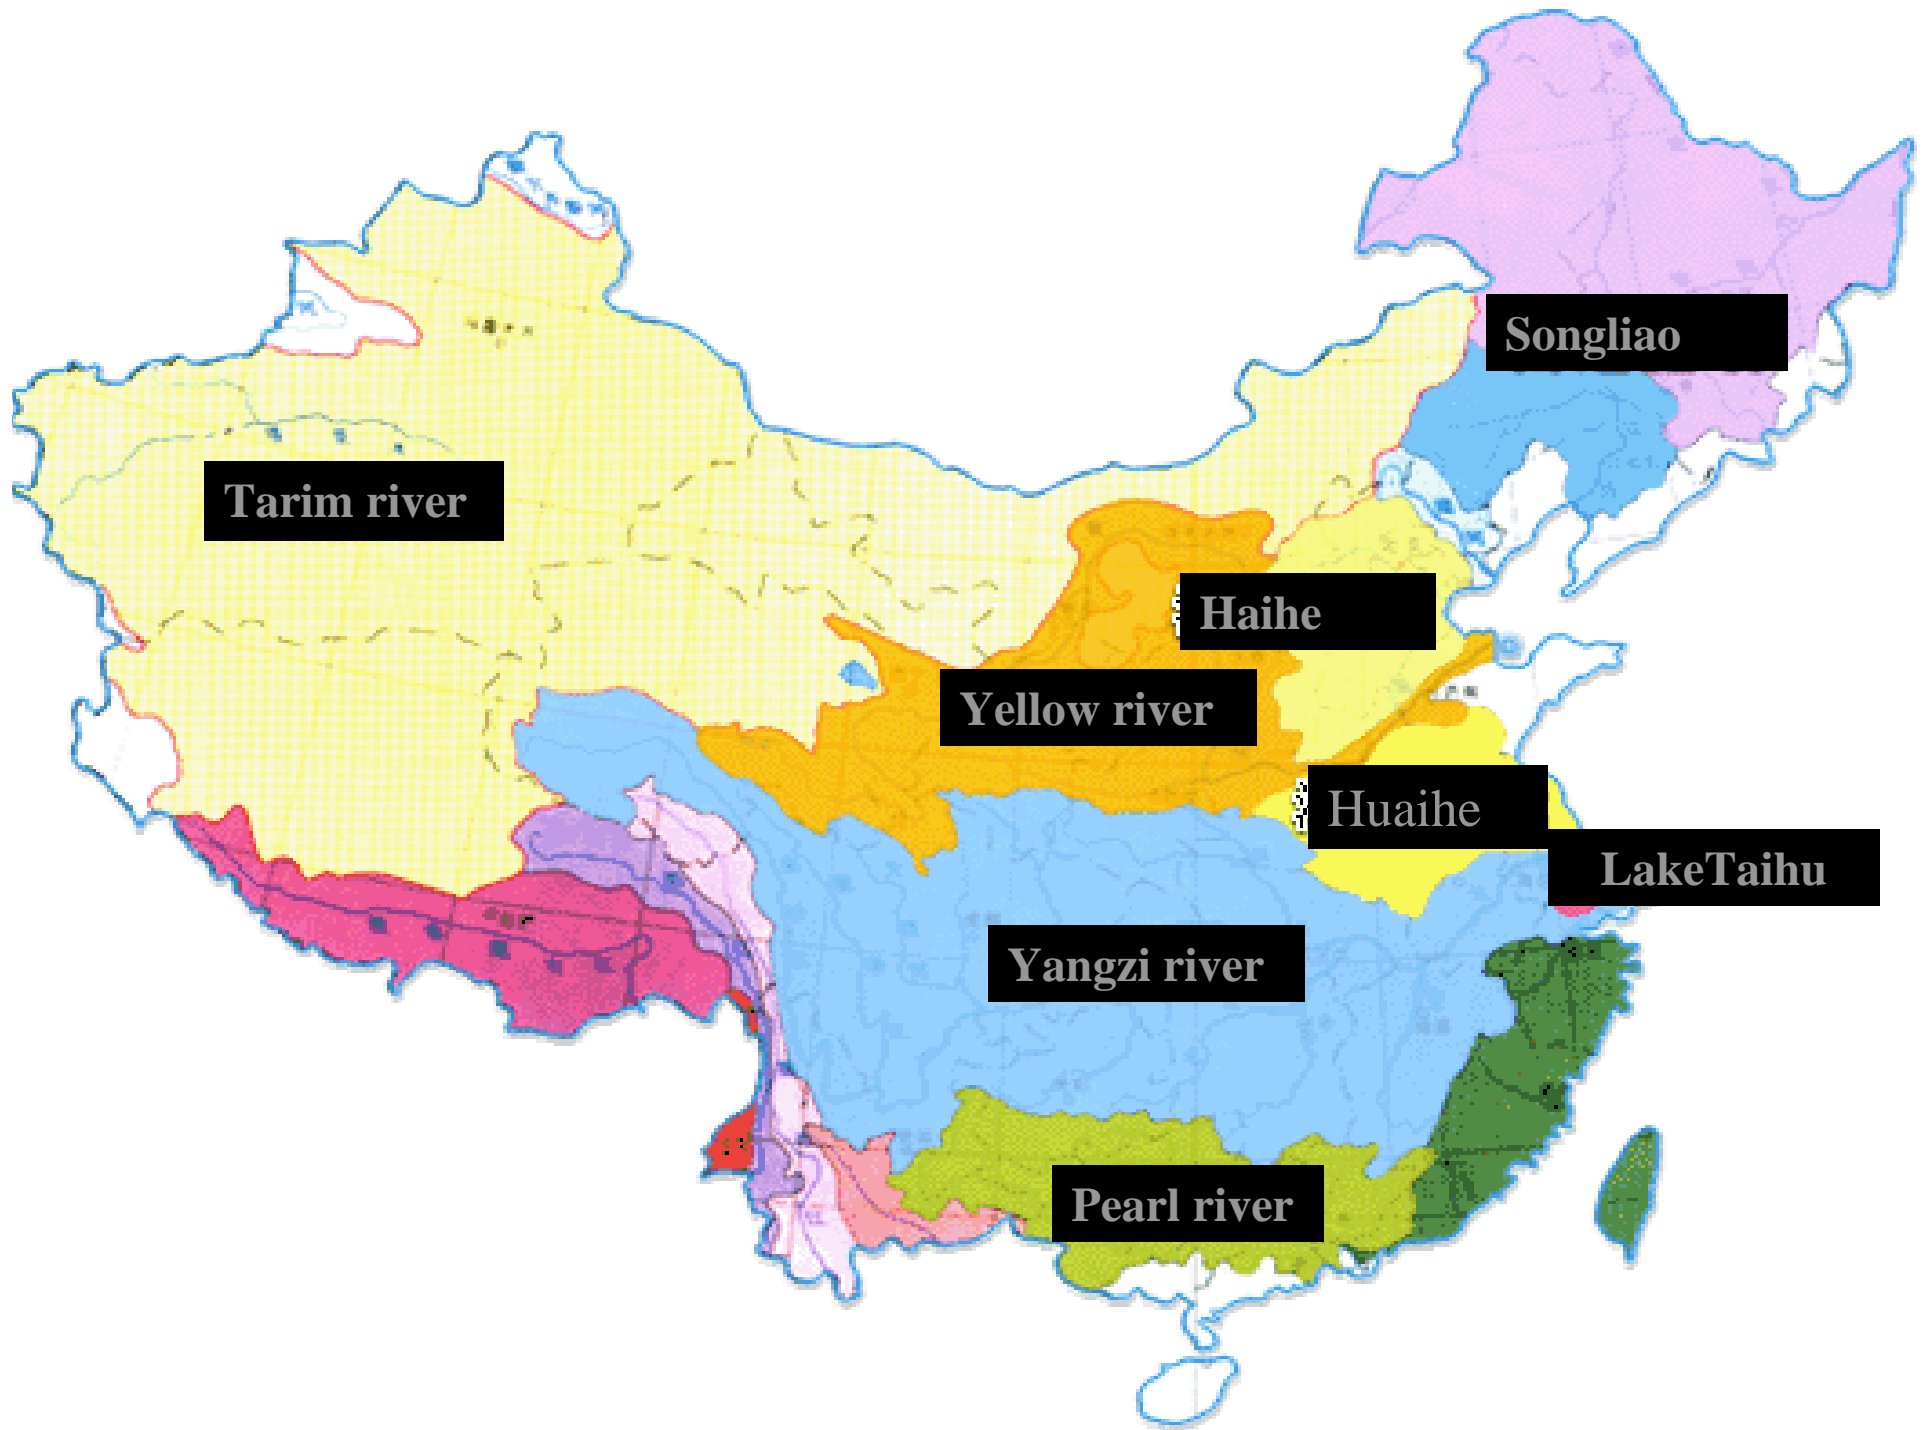 Songliao
Tarim river
Haihe
Yellow river
Huaihe
LakeTaihu
Yangzi river
Pearl river